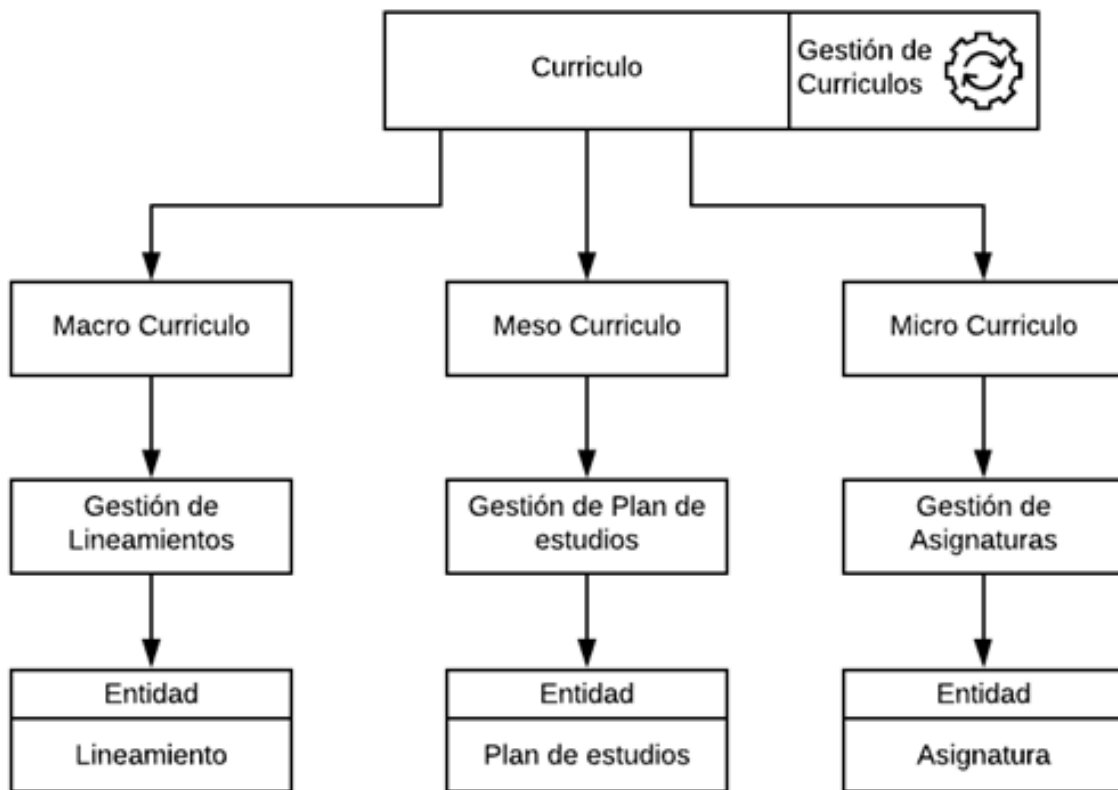 Curriculo
Gestión de
Curriculos
Macro Curriculo
Meso Curriculo
Micro Curriculo
Gestión de
Lineamientos
Gestión de Plan de
estudios
Gestión de
Asignaturas
Entidad
Lineamiento
Entidad
Plan de estudios
Entidad
Asignatura